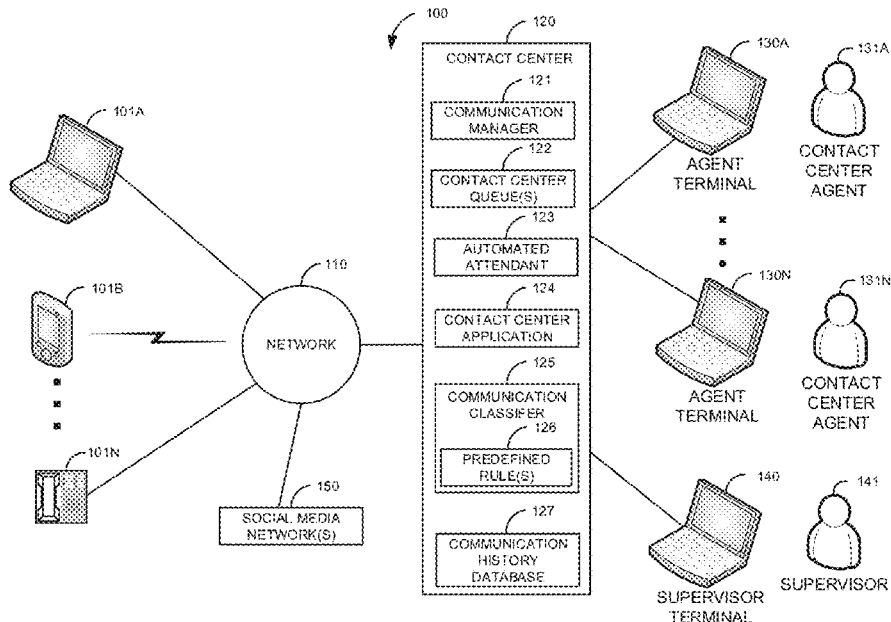 100
120
CONTACT CENTER
121
COMMUNICATION
MANAGER
122
CONTACT CENTER
QUEUE(S)
123
AUTOMATED
ATTENDANT
124
CONTACT CENTER
APPLICATION
125
COMMUNICATION
CLASSIFER
126
PREDEFINED
RULE(S)
127
COMMUNICATION
HISTORY
DATABASE
101A
101B
101N
110
NETWORK
150
SOCIAL MEDIA
NETWORK(S)
130A
AGENT
TERMINAL
131A
CONTACT
CENTER
AGENT
130N
AGENT
TERMINAL
131N
CONTACT
CENTER
AGENT
140
SUPERVISOR
TERMINAL
141
SUPERVISOR